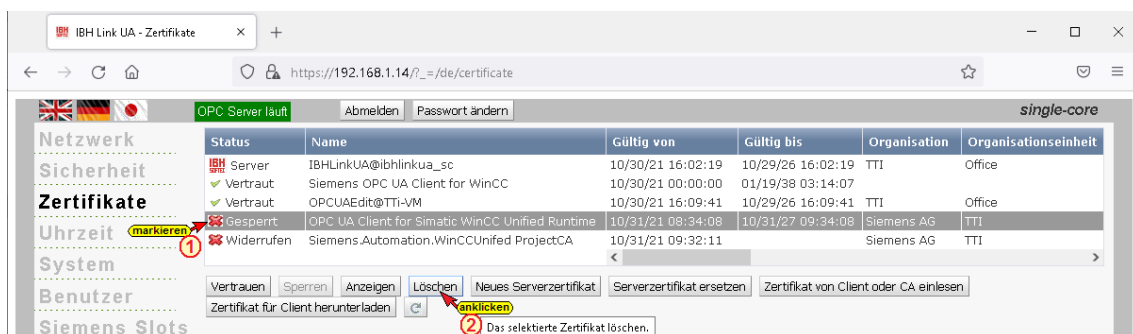 IBH Link UA - Zertifikate
https://192.168.1.14/?_=/de/certificate
OPC Server läuft Abmelden Passwort ändern single-core
Netzwerk
Sicherheit
Zertifikate
Uhrzeit
System
Benutzer
Siemens Slots
Status Name Gültig von Gültig bis Organisation Organisationseinheit
IBH SOFTEC Server IBHLinkUA@ibhlinkua_sc 10/30/21 16:02:19 10/29/26 16:02:19 TTI Office
Vertraut Siemens OPC UA Client for WinCC 10/30/21 00:00:00 01/19/38 03:14:07
Vertraut OPCUAEdit@TTi-VM 10/30/21 16:09:41 10/29/26 16:09:41 TTI Office
Gesperrt OPC UA Client for Simatic WinCC Unified Runtime 10/31/21 08:34:08 10/31/27 09:34:08 Siemens AG TTI
Widerrufen Siemens.Automation.WinCCUnifed ProjectCA 10/31/21 09:32:11 Siemens AG TTI
markieren
1
Vertrauen Sperren Anzeigen Löschen Neues Serverzertifikat Serverzertifikat ersetzen Zertifikat von Client oder CA einlesen
Zertifikat für Client herunterladen
anklicken
2
Das selektierte Zertifikat löschen.